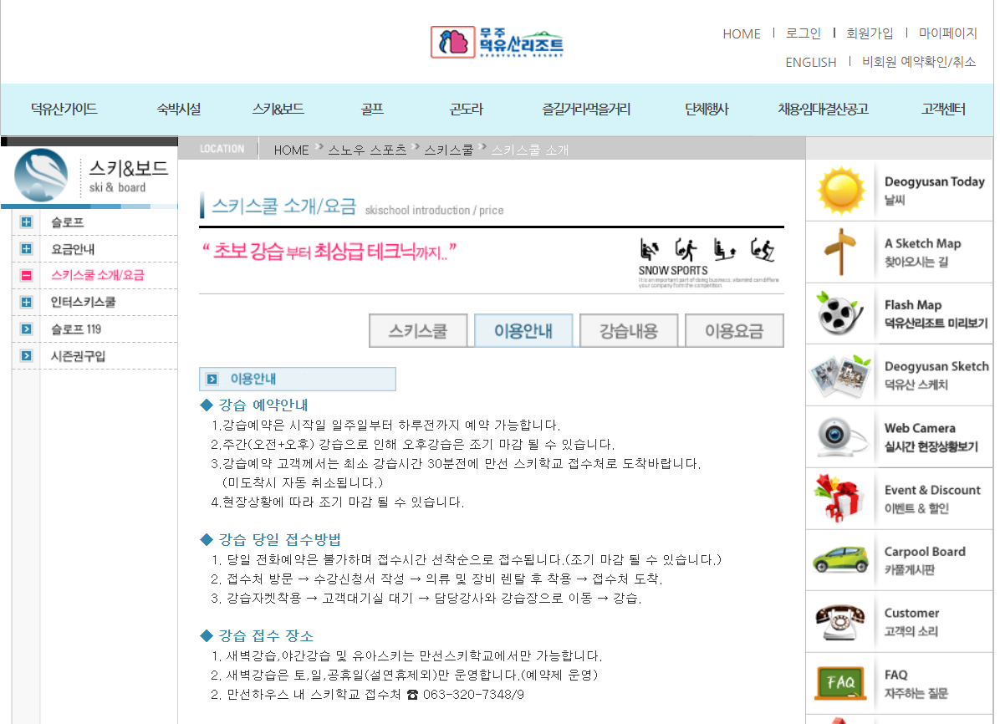 무주
덕유산리조트
DEOGYUSAN RESORT
HOME 로그인 회원가입 마이페이지
ENGLISH 비회원 예약확인/취소
덕유산가이드 숙박시설 스키&보드 골프 곤도라 즐길거리·먹을거리 단체행사 채용·임대·결산공고 고객센터
스키&보드
ski & board
슬로프
요금안내
스키스쿨 소개/요금
인터스키스쿨
슬로프 119
시즌권구입
LOCATION HOME 스노우 스포츠 스키스쿨 스키스쿨 소개
스키스쿨 소개/요금 skischool introduction / price
“ 초보 강습 부터 최상급 테크닉까지.. ”
SNOW SPORTS
It is an important part of doing business. vitamind can differene
your company form the competition.
스키스쿨 이용안내 강습내용 이용요금
이용안내
◆ 강습 예약안내
1.강습예약은 시작일 일주일부터 하루전까지 예약 가능합니다.
2.주간(오전+오후) 강습으로 인해 오후강습은 조기 마감 될 수 있습니다.
3.강습예약 고객께서는 최소 강습시간 30분전에 만선 스키학교 접수처로 도착바랍니다.
(미도착시 자동 취소됩니다.)
4.현장상황에 따라 조기 마감 될 수 있습니다.
◆ 강습 당일 접수방법
1. 당일 전화예약은 불가하며 접수시간 선착순으로 접수됩니다.(조기 마감 될 수 있습니다.)
2. 접수처 방문 → 수강신청서 작성 → 의류 및 장비 렌탈 후 착용 → 접수처 도착.
3. 강습자켓착용 → 고객대기실 대기 → 담당강사와 강습장으로 이동 → 강습.
◆ 강습 접수 장소
1. 새벽강습,야간강습 및 유아스키는 만선스키학교에서만 가능합니다.
2. 새벽강습은 토,일,공휴일(설연휴제외)만 운영합니다.(예약제 운영)
2. 만선하우스 내 스키학교 접수처 ☎ 063-320-7348/9
Deogyusan Today
날씨
A Sketch Map
찾아오시는 길
Flash Map
덕유산리조트 미리보기
Deogyusan Sketch
덕유산 스케치
Web Camera
실시간 현장상황보기
Event & Discount
이벤트 & 할인
Carpool Board
카풀게시판
Customer
고객의 소리
FAQ
FAQ
자주하는 질문